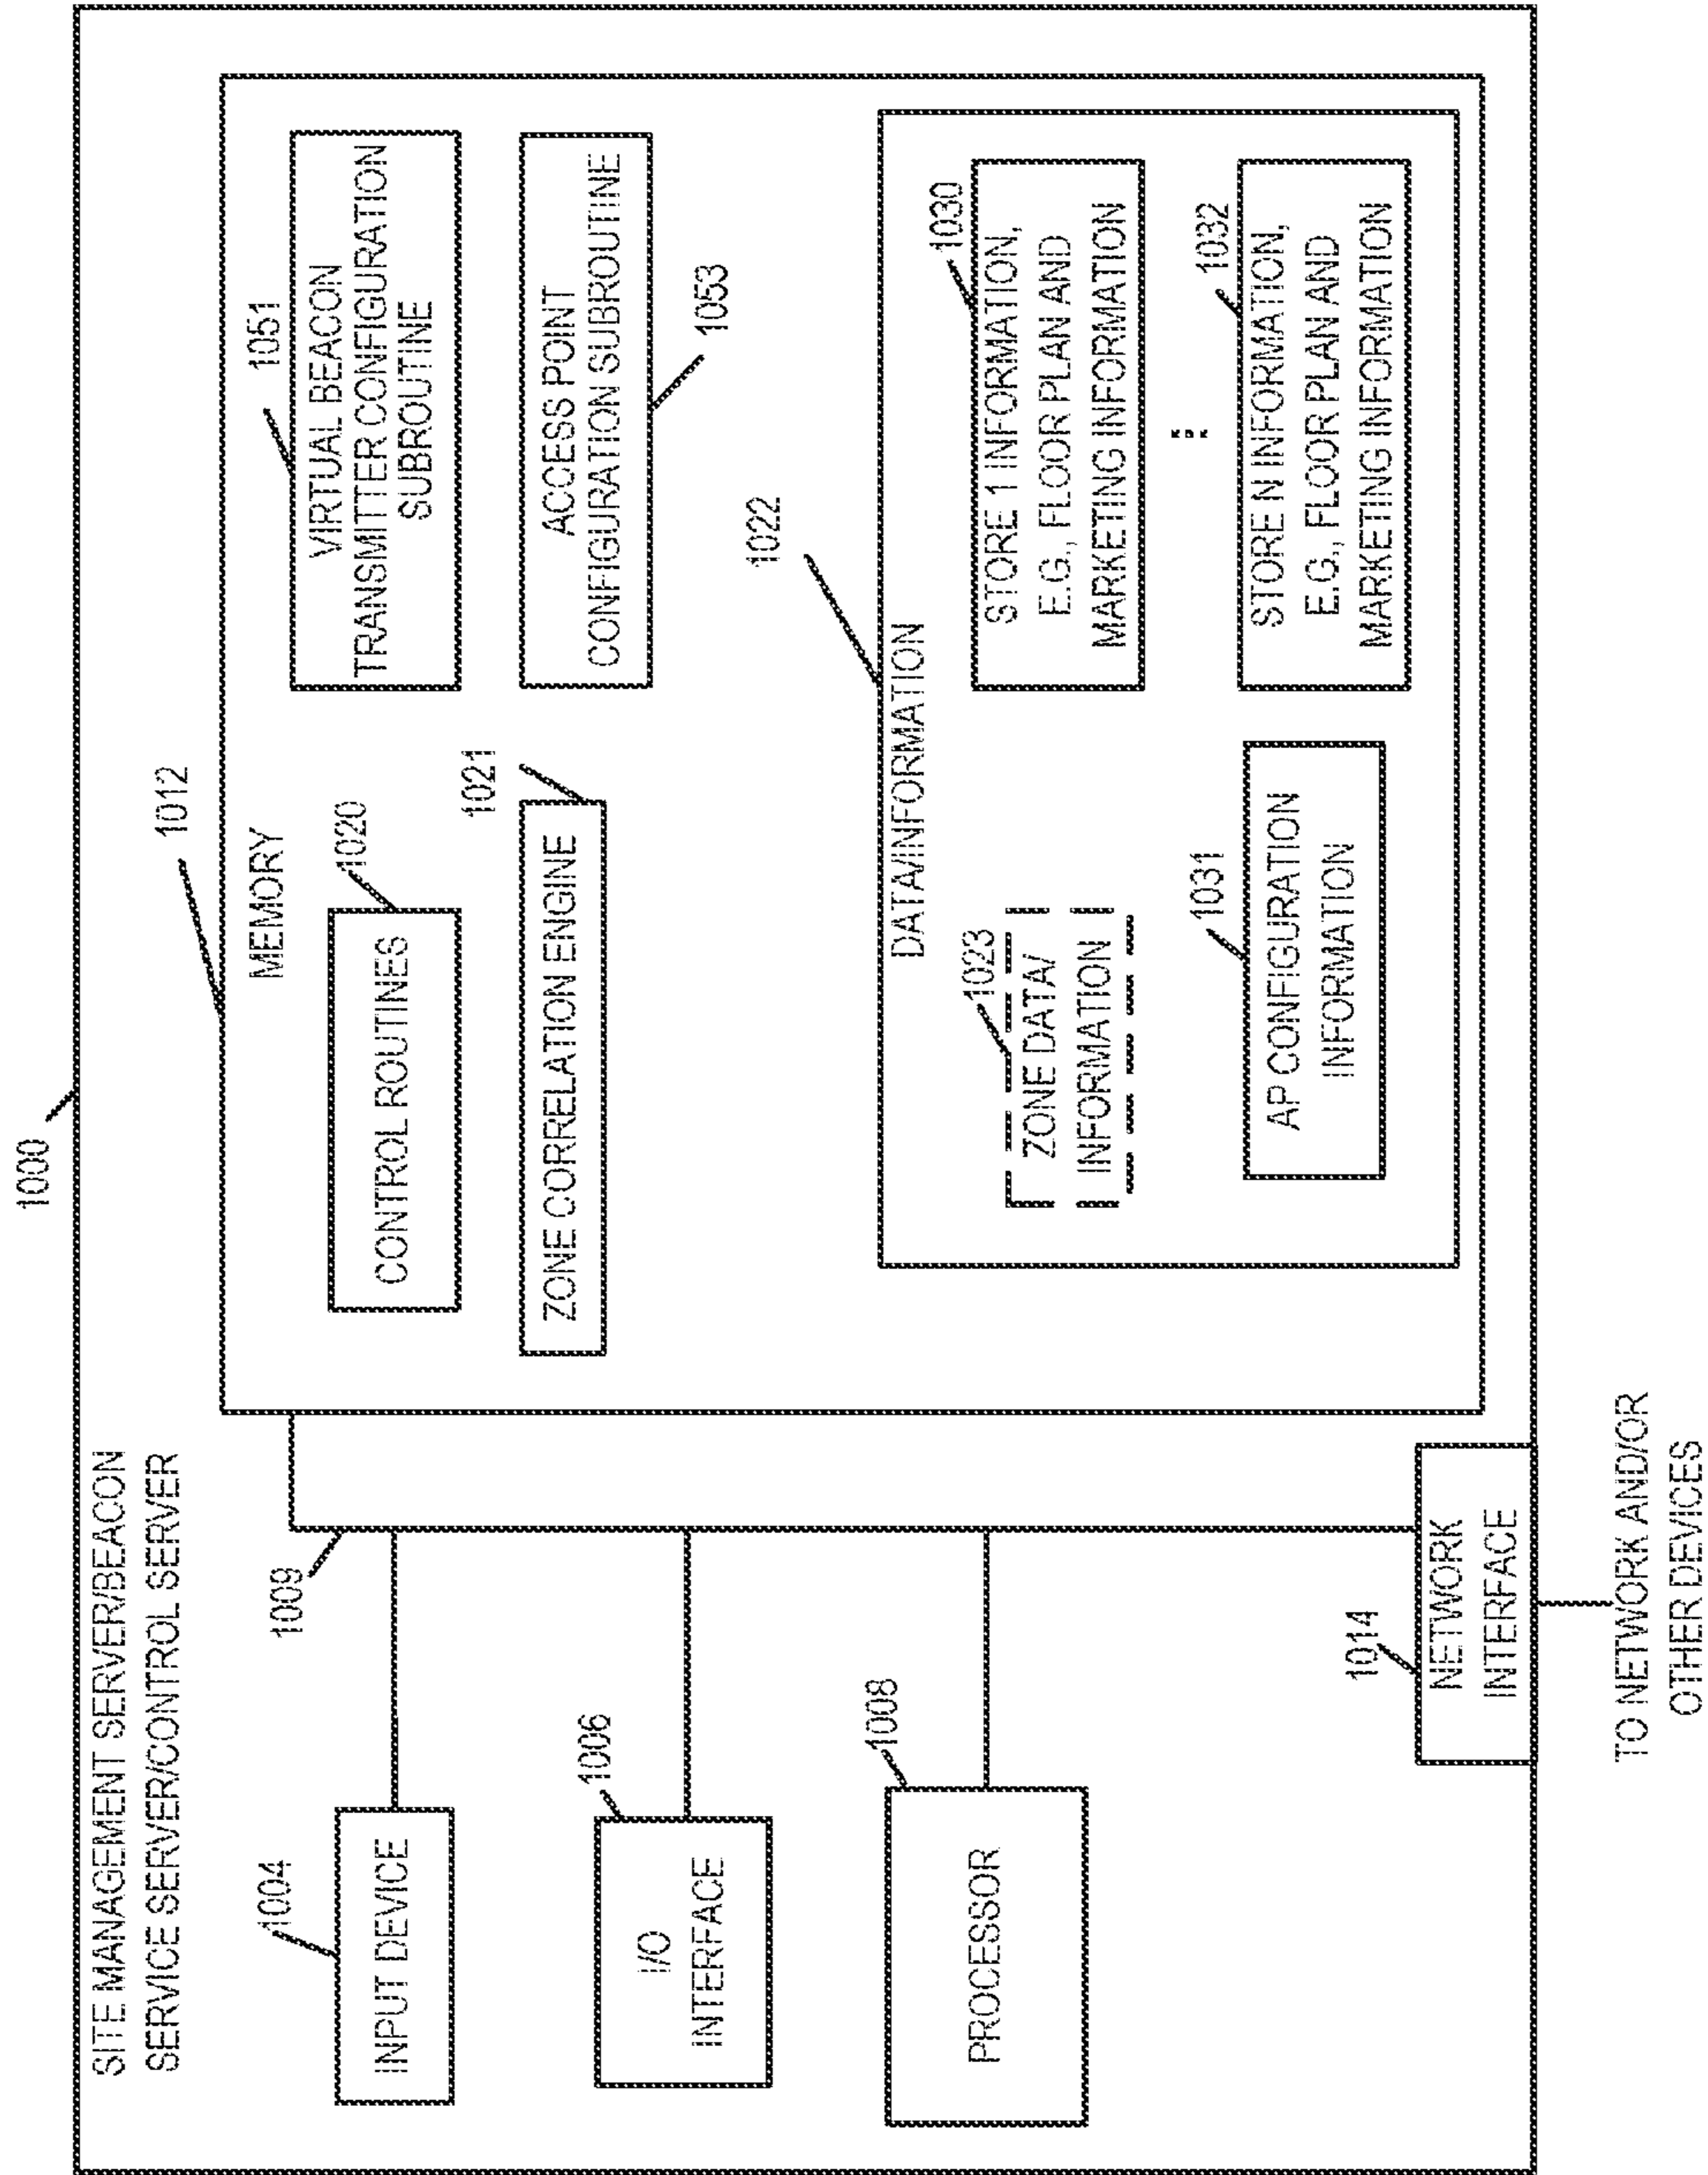 1000
SITE MANAGEMENT SERVER/BEACON
SERVICE SERVER/CONTROL SERVER
1004
INPUT DEVICE
1006
I/O
INTERFACE
1008
PROCESSOR
1009
1014
NETWORK
INTERFACE
TO NETWORK AND/OR
OTHER DEVICES
1012
MEMORY
1020
CONTROL ROUTINES
1021
ZONE CORRELATION ENGINE
1051
VIRTUAL BEACON
TRANSMITTER CONFIGURATION
SUBROUTINE
ACCESS POINT
CONFIGURATION SUBROUTINE
1053
1022
DATA/INFORMATION
1023
ZONE DATA/
INFORMATION
1031
AP CONFIGURATION
INFORMATION
1030
STORE 1 INFORMATION,
E.G., FLOOR PLAN AND
MARKETING INFORMATION
1032
STORE N INFORMATION,
E.G., FLOOR PLAN AND
MARKETING INFORMATION